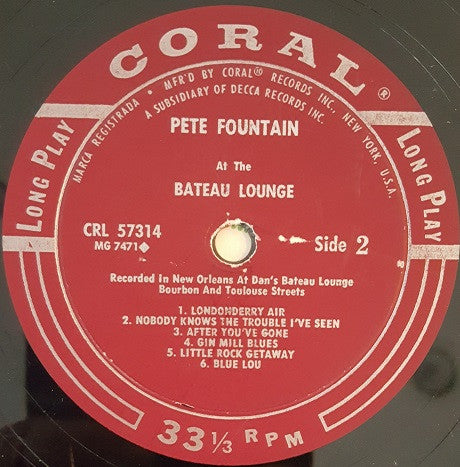 CORAL®
MARCA REGISTRADA • MF'D BY CORAL® RECORDS INC., NEW YORK, U.S.A.
A SUBSIDIARY OF DECCA RECORDS INC.
LONG PLAY
LONG PLAY
PETE FOUNTAIN
At The
BATEAU LOUNGE
CRL 57314
MG 7471◆
Side 2
Recorded In New Orleans At Dan's Bateau Lounge
Bourbon And Toulouse Streets
1. LONDONDERRY AIR
2. NOBODY KNOWS THE TROUBLE I'VE SEEN
3. AFTER YOU'VE GONE
4. GIN MILL BLUES
5. LITTLE ROCK GETAWAY
6. BLUE LOU
33 1/3 RPM